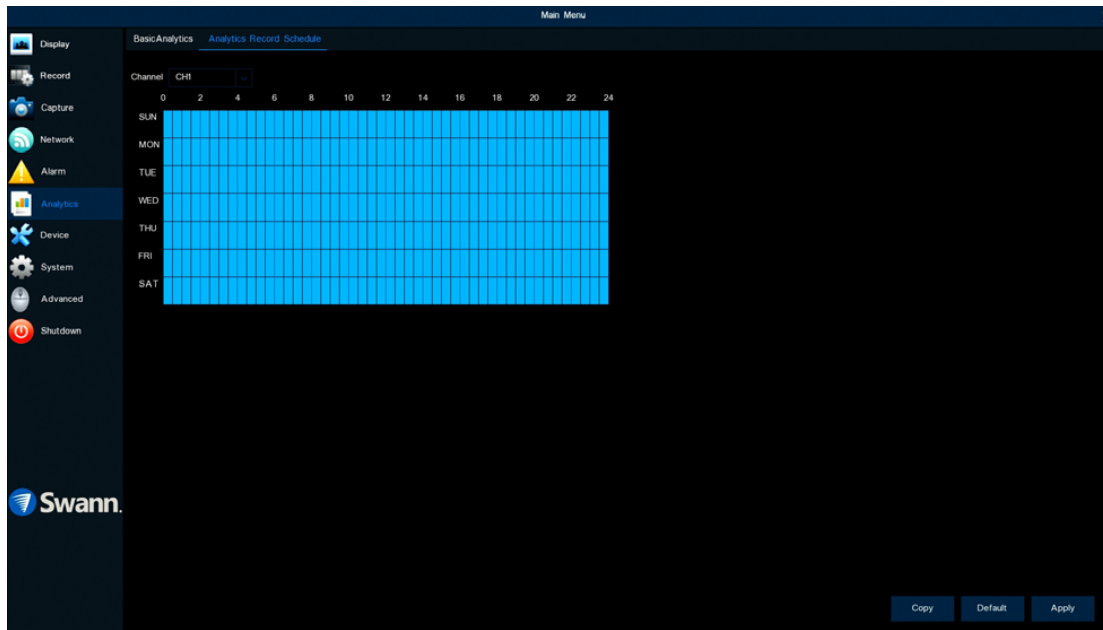 Main Menu
Display
Record
Capture
Network
Alarm
Analytics
Device
System
Advanced
Shutdown
Swann.
BasicAnalytics Analytics Record Schedule
Channel CH1
0 2 4 6 8 10 12 14 16 18 20 22 24
SUN
MON
TUE
WED
THU
FRI
SAT
Copy Default Apply